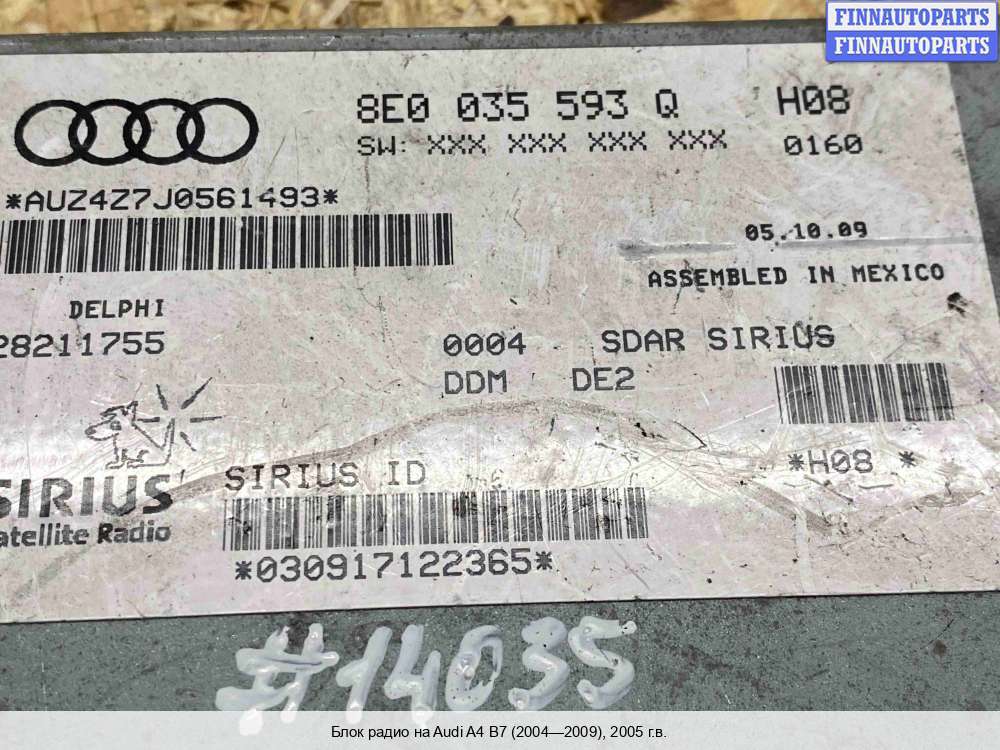 FINNAUTOPARTS
FINNAUTOPARTS
8E0 035 593 Q H08
SW: XXX XXX XXX XXX 0160
*AUZ4Z7J0561493*
05.10.09
ASSEMBLED IN MEXICO
DELPHI
28211755
0004 SDAR SIRIUS
DDM DE2
*H08 *
SIRIUS ID
SIRIUS
atellite Radio
*030917122365*
#14035
Блок радио на Audi A4 B7 (2004—2009), 2005 г.в.